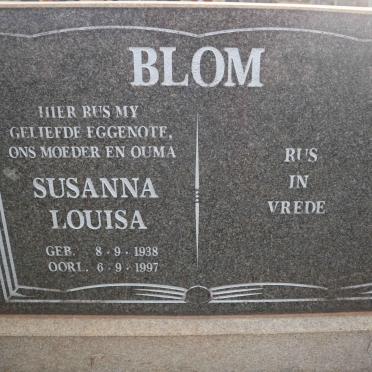 BLOM
HIER RUS MY
GELIEFDE EGGENOTE,
ONS MOEDER EN OUMA
SUSANNA
LOUISA
GEB. 8 · 9 · 1938
OORL. 6 · 9 · 1997
RUS
IN
VREDE